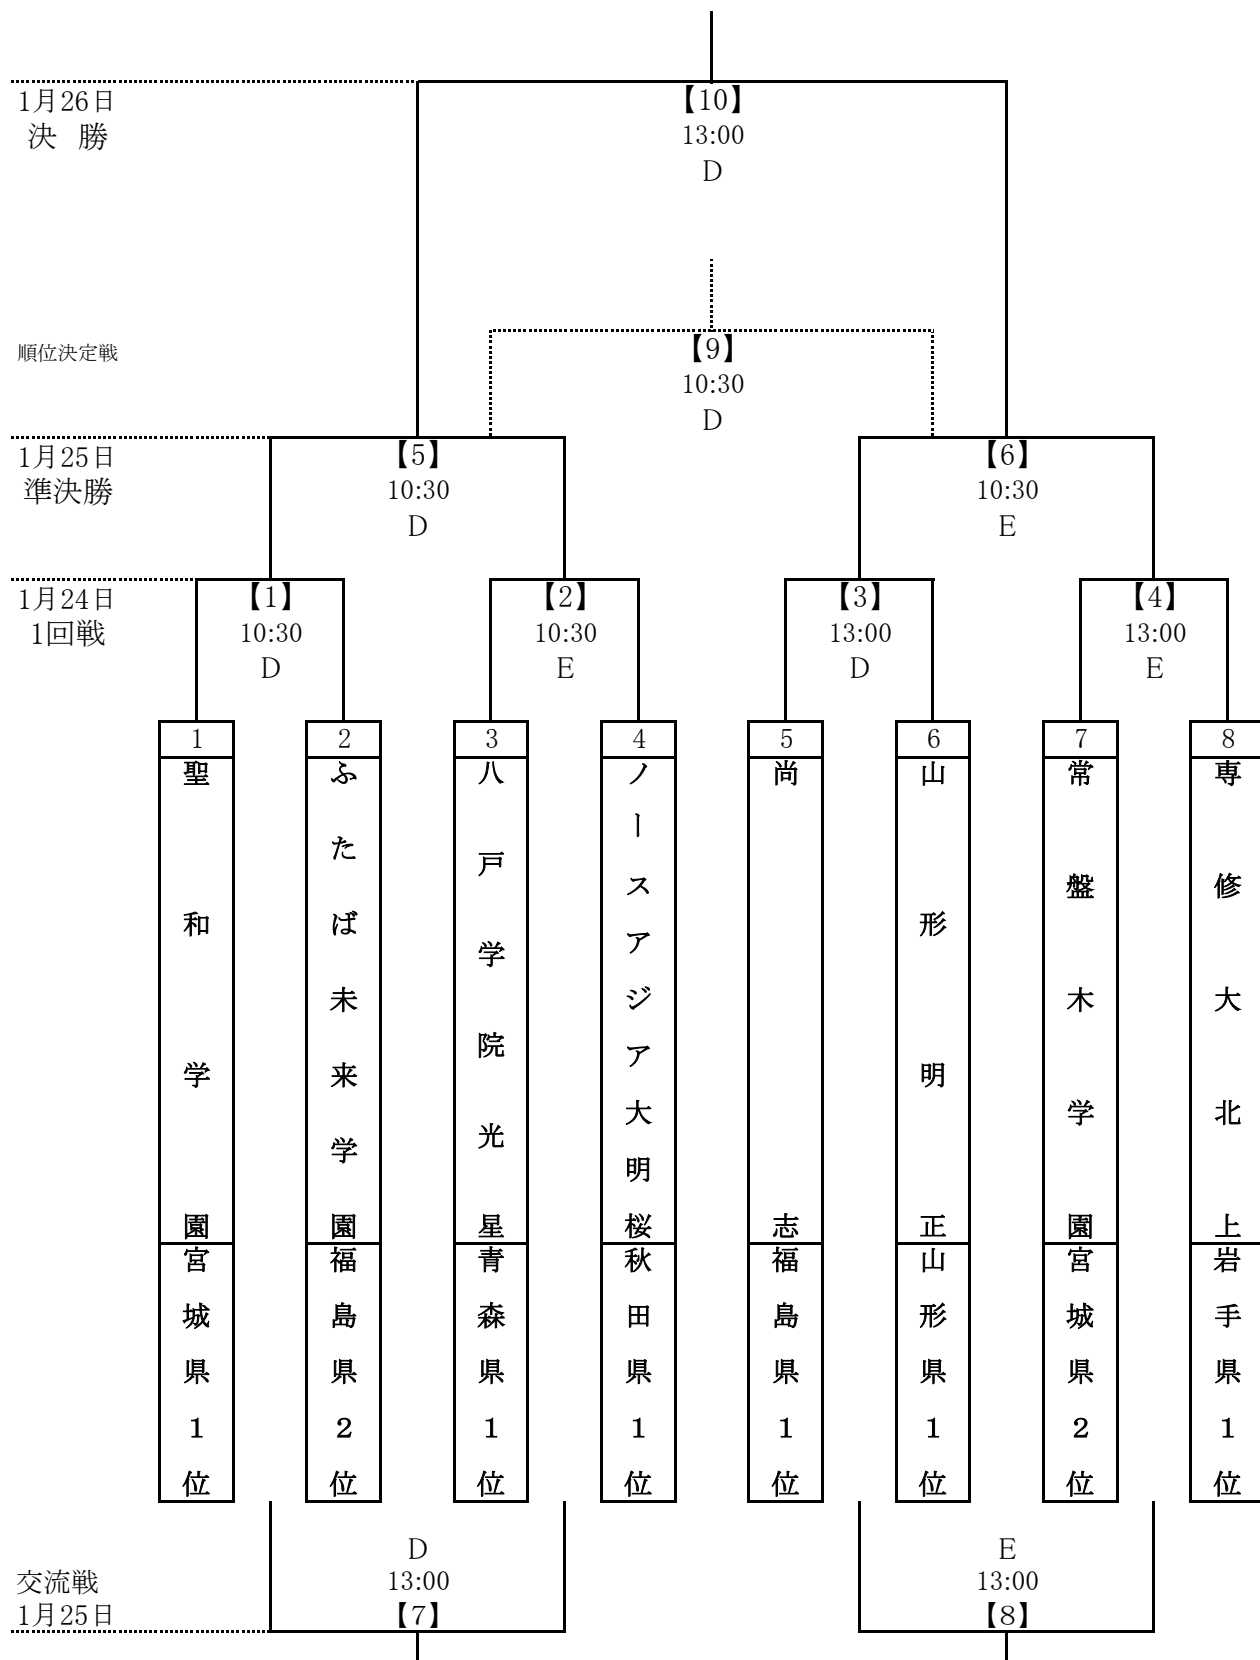 【10】
1月26日
13:00
決 勝
D
【9】
順位決定戦
10:30
D
【5】
【6】
1月25日
10:30
10:30
準決勝
D
E
【1】
【2】
【3】
【4】
1月24日
10:30
10:30
13:00
13:00
1回戦
D
E
D
E
1
2
3
4
5
6
7
8
聖和学園
ふたば未来学園
八戸学院光星
ノースアジア大明桜
尚志
山形明正
常盤木学園
専修大北上
宮城県1位
福島県2位
青森県1位
秋田県1位
福島県1位
山形県1位
宮城県2位
岩手県1位
D
E
交流戦
13:00
13:00
1月25日
【7】
【8】